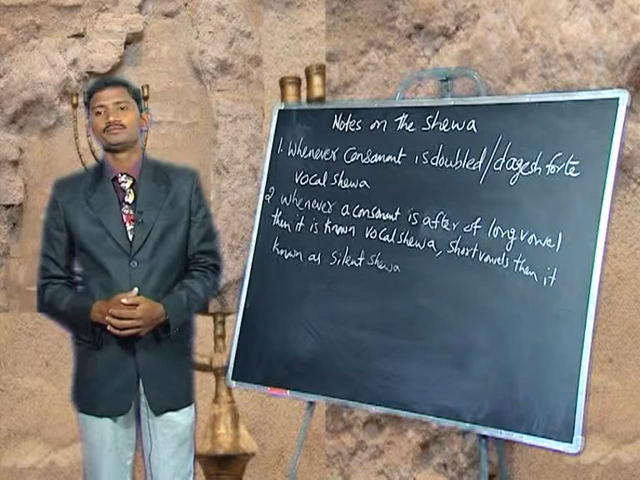 Notes on the Shewa
1. Whenever Consonant is doubled/dagesh forte
vocal shewa
2 whenever a consonant is after of long vowel
then it is known vocal shewa, short vowels then it
known as silent shewa